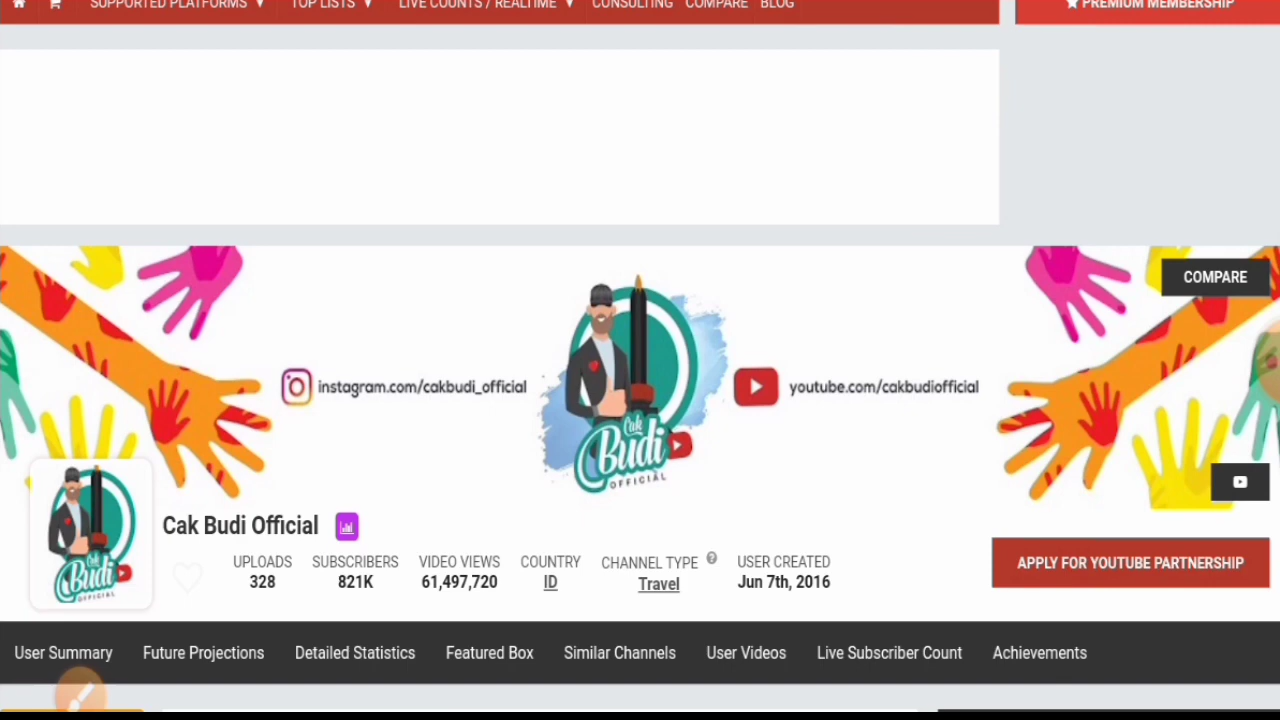 SUPPORTED PLATFORMS ▼ TOP LISTS ▼ LIVE COUNTS / REALTIME ▼ CONSULTING COMPARE BLOG
★ PREMIUM MEMBERSHIP
COMPARE
instagram.com/cakbudi_official
youtube.com/cakbudiofficial
Cak
Budi
OFFICIAL
Cak
Budi
OFFICIAL
Cak Budi Official
UPLOADS SUBSCRIBERS VIDEO VIEWS COUNTRY CHANNEL TYPE ? USER CREATED
328 821K 61,497,720 ID Travel Jun 7th, 2016
APPLY FOR YOUTUBE PARTNERSHIP
User Summary Future Projections Detailed Statistics Featured Box Similar Channels User Videos Live Subscriber Count Achievements